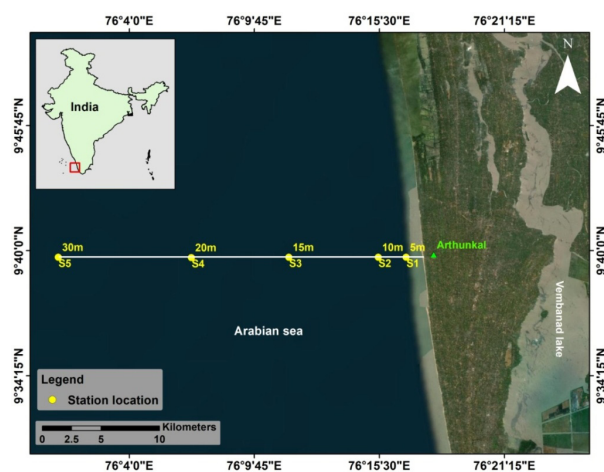 76°4'0"E 76°9'45"E 76°15'30"E 76°21'15"E
India
N
9°45'45"N 9°45'45"N
30m 20m 15m 10m 5m Arthunkal
9°40'0"N 9°40'0"N
S5 S4 S3 S2 S1
Vembanad lake
Arabian sea
9°34'15"N 9°34'15"N
Legend
Station location
Kilometers
0 2.5 5 10
76°4'0"E 76°9'45"E 76°15'30"E 76°21'15"E